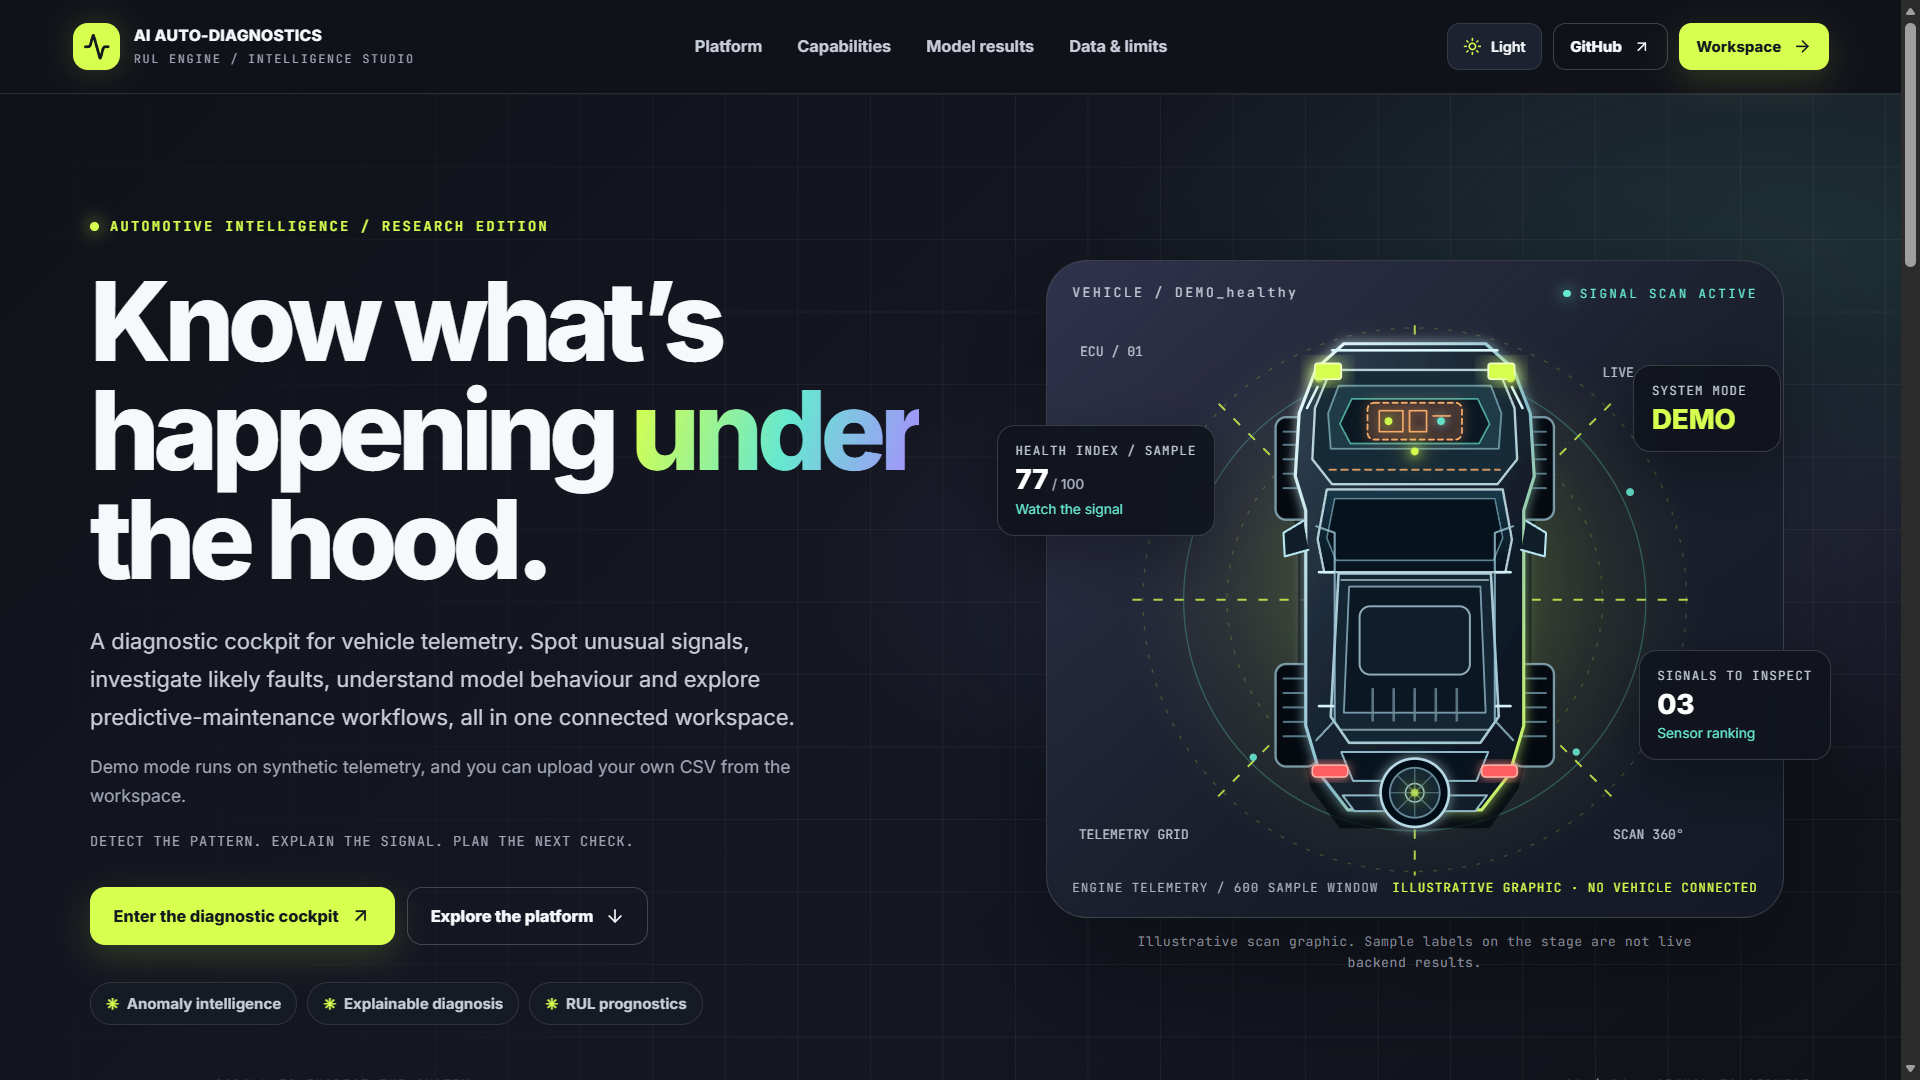 AI AUTO-DIAGNOSTICS
RUL ENGINE / INTELLIGENCE STUDIO
Platform
Capabilities
Model results
Data & limits
Light
GitHub
Workspace
AUTOMOTIVE INTELLIGENCE / RESEARCH EDITION
Know what’s
happening under
the hood.
A diagnostic cockpit for vehicle telemetry. Spot unusual signals,
investigate likely faults, understand model behaviour and explore
predictive-maintenance workflows, all in one connected workspace.
Demo mode runs on synthetic telemetry, and you can upload your own CSV from the
workspace.
DETECT THE PATTERN. EXPLAIN THE SIGNAL. PLAN THE NEXT CHECK.
Enter the diagnostic cockpit
Explore the platform
Anomaly intelligence
Explainable diagnosis
RUL prognostics
VEHICLE / DEMO_healthy
SIGNAL SCAN ACTIVE
ECU / 01
LIVE
SYSTEM MODE
DEMO
HEALTH INDEX / SAMPLE
77 / 100
Watch the signal
SIGNALS TO INSPECT
03
Sensor ranking
TELEMETRY GRID
SCAN 360°
ENGINE TELEMETRY / 600 SAMPLE WINDOW
ILLUSTRATIVE GRAPHIC · NO VEHICLE CONNECTED
Illustrative scan graphic. Sample labels on the stage are not live
backend results.